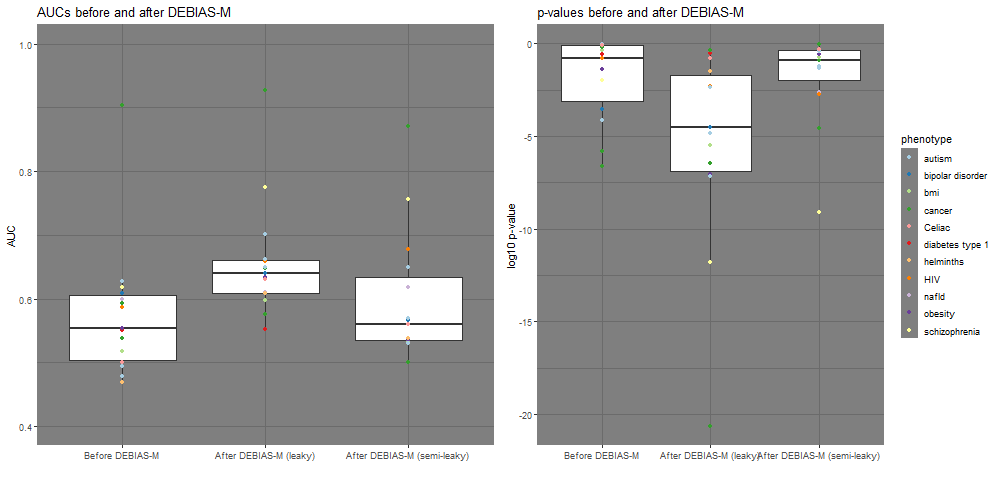 AUCs before and after DEBIAS-M
AUC
1.0
0.8
0.6
0.4
Before DEBIAS-M
After DEBIAS-M (leaky)
After DEBIAS-M (semi-leaky)
p-values before and after DEBIAS-M
log10 p-value
0
-5
-10
-15
-20
Before DEBIAS-M
After DEBIAS-M (leaky)
After DEBIAS-M (semi-leaky)
phenotype
autism
bipolar disorder
bmi
cancer
Celiac
diabetes type 1
helminths
HIV
nafld
obesity
schizophrenia